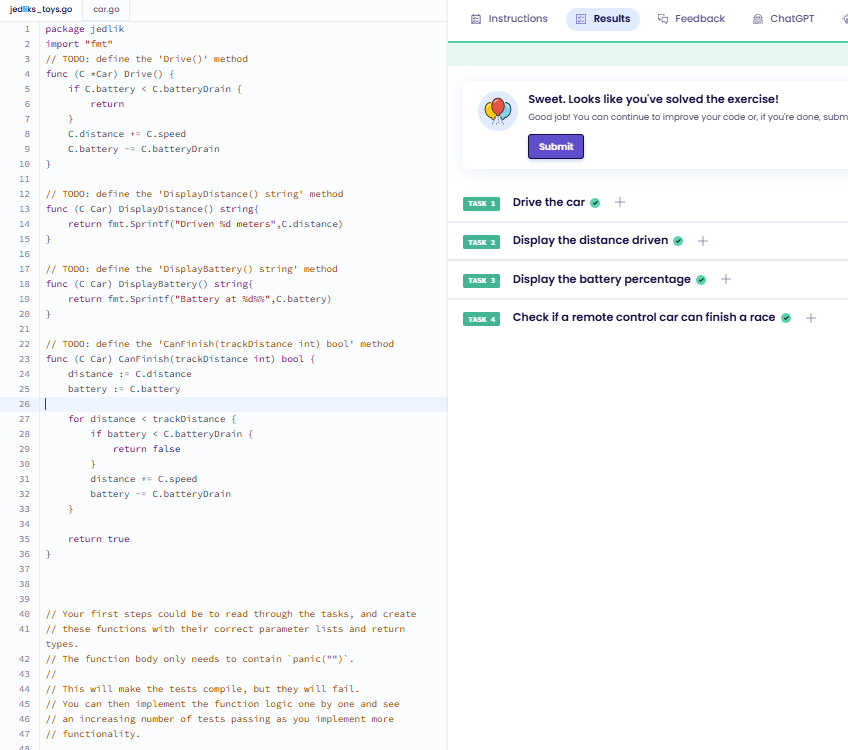 jedliks_toys.go car.go
1 package jedlik
2 import "fmt"
3 // TODO: define the 'Drive()' method
4 func (C *Car) Drive() {
5     if C.battery < C.batteryDrain {
6         return
7     }
8     C.distance += C.speed
9     C.battery -= C.batteryDrain
10 }
11
12 // TODO: define the 'DisplayDistance() string' method
13 func (C Car) DisplayDistance() string{
14     return fmt.Sprintf("Driven %d meters",C.distance)
15 }
16
17 // TODO: define the 'DisplayBattery() string' method
18 func (C Car) DisplayBattery() string{
19     return fmt.Sprintf("Battery at %d%%",C.battery)
20 }
21
22 // TODO: define the 'CanFinish(trackDistance int) bool' method
23 func (C Car) CanFinish(trackDistance int) bool {
24     distance := C.distance
25     battery := C.battery
26
27     for distance < trackDistance {
28         if battery < C.batteryDrain {
29             return false
30         }
31         distance += C.speed
32         battery -= C.batteryDrain
33     }
34
35     return true
36 }
37
38
39
40 // Your first steps could be to read through the tasks, and create
41 // these functions with their correct parameter lists and return
types.
42 // The function body only needs to contain `panic("")`.
43 //
44 // This will make the tests compile, but they will fail.
45 // You can then implement the function logic one by one and see
46 // an increasing number of tests passing as you implement more
47 // functionality.
48
Instructions Results Feedback ChatGPT
Sweet. Looks like you've solved the exercise!
Good job! You can continue to improve your code or, if you're done, subm
Submit
TASK 1 Drive the car
TASK 2 Display the distance driven
TASK 3 Display the battery percentage
TASK 4 Check if a remote control car can finish a race